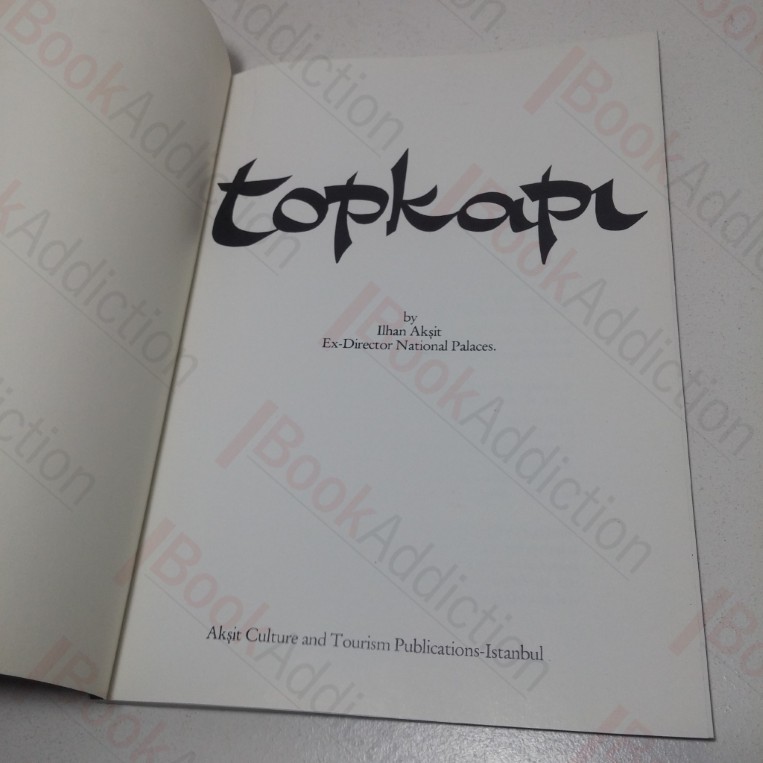 topkapı
by
Ilhan Akşit
Ex-Director National Palaces.
Akşit Culture and Tourism Publications-Istanbul
BookAddiction